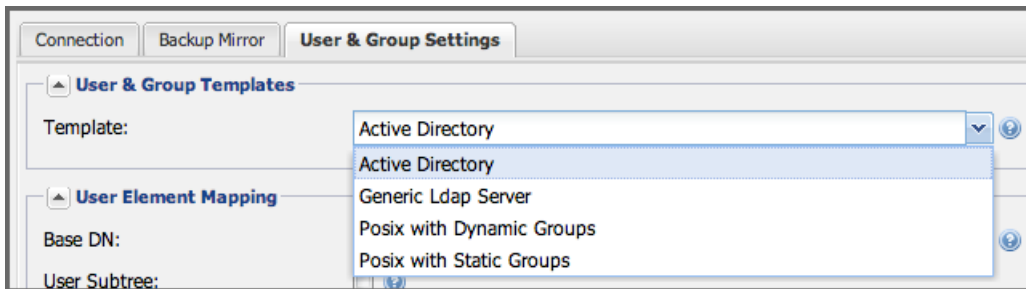 Connection Backup Mirror User & Group Settings
User & Group Templates
Template: Active Directory
Active Directory
Generic Ldap Server
User Element Mapping
Posix with Dynamic Groups
Base DN:
Posix with Static Groups
User Subtree: